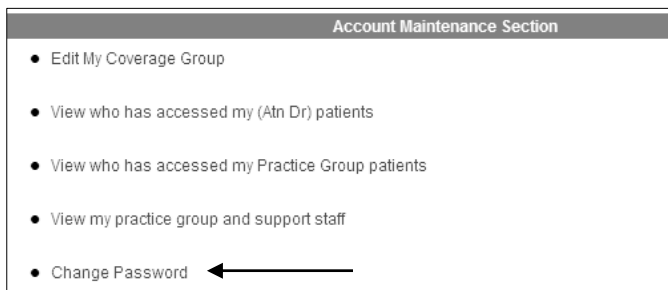 Account Maintenance Section
Edit My Coverage Group
View who has accessed my (Atn Dr) patients
View who has accessed my Practice Group patients
View my practice group and support staff
Change Password